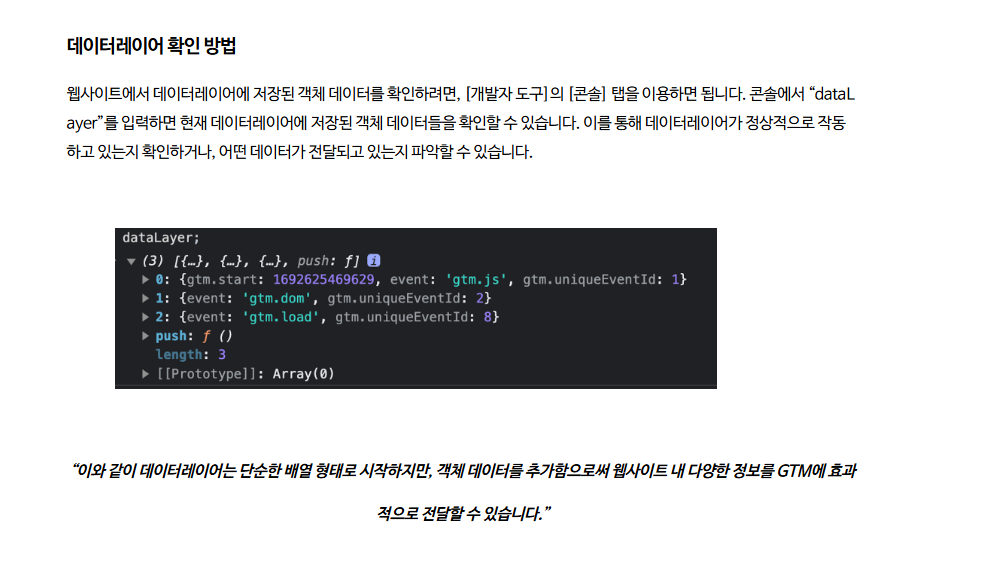 데이터레이어 확인 방법
웹사이트에서 데이터레이어에 저장된 객체 데이터를 확인하려면, [개발자 도구]의 [콘솔] 탭을 이용하면 됩니다. 콘솔에서 “dataL
ayer”를 입력하면 현재 데이터레이어에 저장된 객체 데이터들을 확인할 수 있습니다. 이를 통해 데이터레이어가 정상적으로 작동
하고 있는지 확인하거나, 어떤 데이터가 전달되고 있는지 파악할 수 있습니다.
dataLayer;
▼ (3) [{…}, {…}, {…}, push: ƒ] i
▶ 0: {gtm.start: 1692625469629, event: 'gtm.js', gtm.uniqueEventId: 1}
▶ 1: {event: 'gtm.dom', gtm.uniqueEventId: 2}
▶ 2: {event: 'gtm.load', gtm.uniqueEventId: 8}
▶ push: ƒ ()
length: 3
▶ [[Prototype]]: Array(0)
“이와 같이 데이터레이어는 단순한 배열 형태로 시작하지만, 객체 데이터를 추가함으로써 웹사이트 내 다양한 정보를 GTM에 효과
적으로 전달할 수 있습니다.”